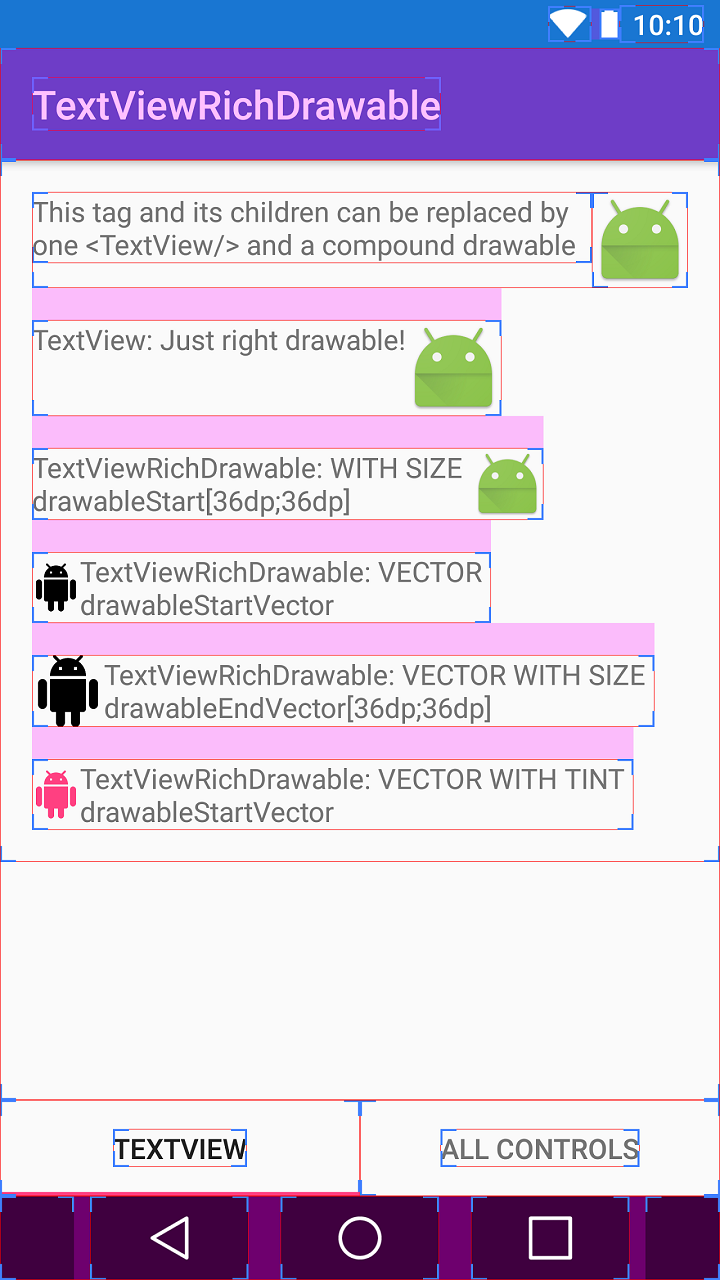 10:10
TextViewRichDrawable
This tag and its children can be replaced by
one <TextView/> and a compound drawable
TextView: Just right drawable!
TextViewRichDrawable: WITH SIZE
drawableStart[36dp;36dp]
TextViewRichDrawable: VECTOR
drawableStartVector
TextViewRichDrawable: VECTOR WITH SIZE
drawableEndVector[36dp;36dp]
TextViewRichDrawable: VECTOR WITH TINT
drawableStartVector
TEXTVIEW
ALL CONTROLS